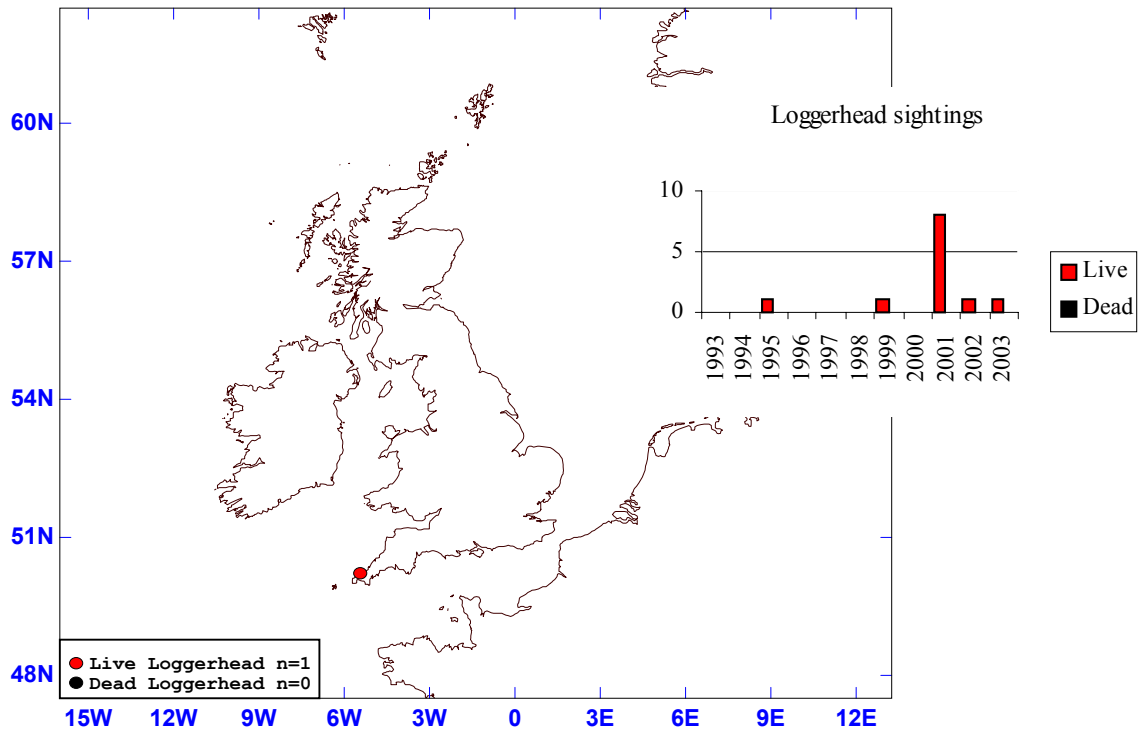 60N
57N
54N
51N
48N
15W 12W 9W 6W 3W 0 3E 6E 9E 12E
Live Loggerhead n=1
Dead Loggerhead n=0
Loggerhead sightings
10
5
0
1993 1994 1995 1996 1997 1998 1999 2000 2001 2002 2003
Live
Dead